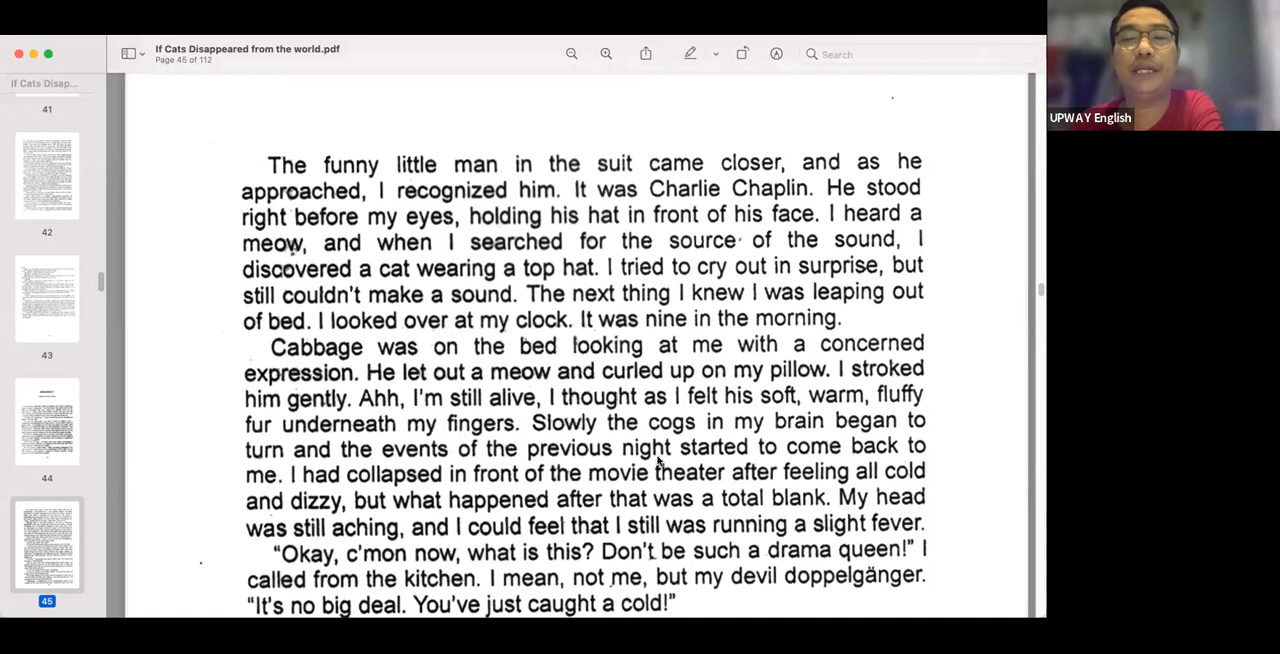 If Cats Disappeared from the world.pdf
Page 45 of 112
Search
If Cats Disap...
41
42
43
44
45
UPWAY English
The funny little man in the suit came closer, and as he
approached, I recognized him. It was Charlie Chaplin. He stood
right before my eyes, holding his hat in front of his face. I heard a
meow, and when I searched for the source of the sound, I
discovered a cat wearing a top hat. I tried to cry out in surprise, but
still couldn't make a sound. The next thing I knew I was leaping out
of bed. I looked over at my clock. It was nine in the morning.
Cabbage was on the bed looking at me with a concerned
expression. He let out a meow and curled up on my pillow. I stroked
him gently. Ahh, I'm still alive, I thought as I felt his soft, warm, fluffy
fur underneath my fingers. Slowly the cogs in my brain began to
turn and the events of the previous night started to come back to
me. I had collapsed in front of the movie theater after feeling all cold
and dizzy, but what happened after that was a total blank. My head
was still aching, and I could feel that I still was running a slight fever.
“Okay, c'mon now, what is this? Don't be such a drama queen!” I
called from the kitchen. I mean, not me, but my devil doppelgänger.
“It's no big deal. You've just caught a cold!”